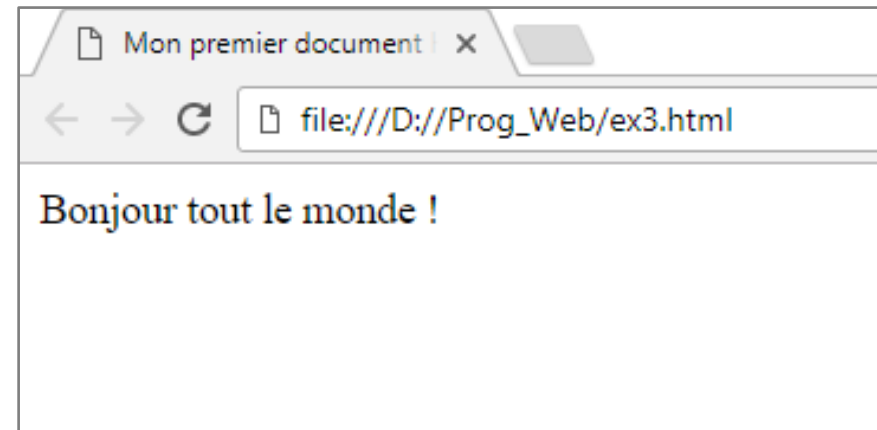 Mon premier document
file:///D://Prog_Web/ex3.html
Bonjour tout le monde !